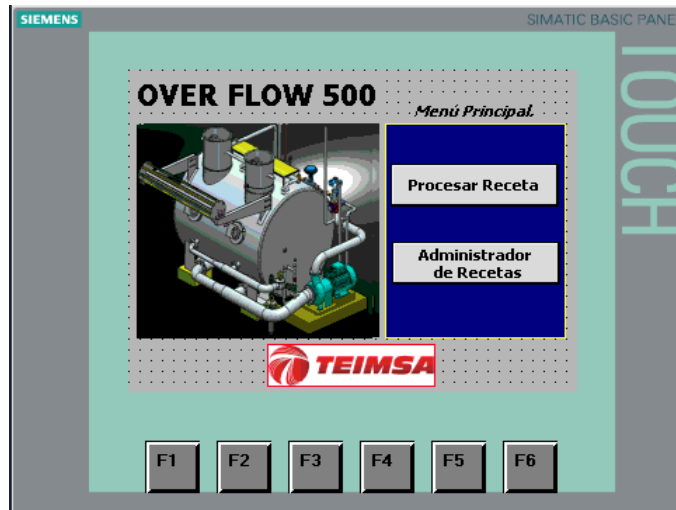 SIEMENS
SIMATIC BASIC PANE
TOUCH
OVER FLOW 500
Menú Principal.
Procesar Receta
Administrador
de Recetas
TEIMSA
F1 F2 F3 F4 F5 F6